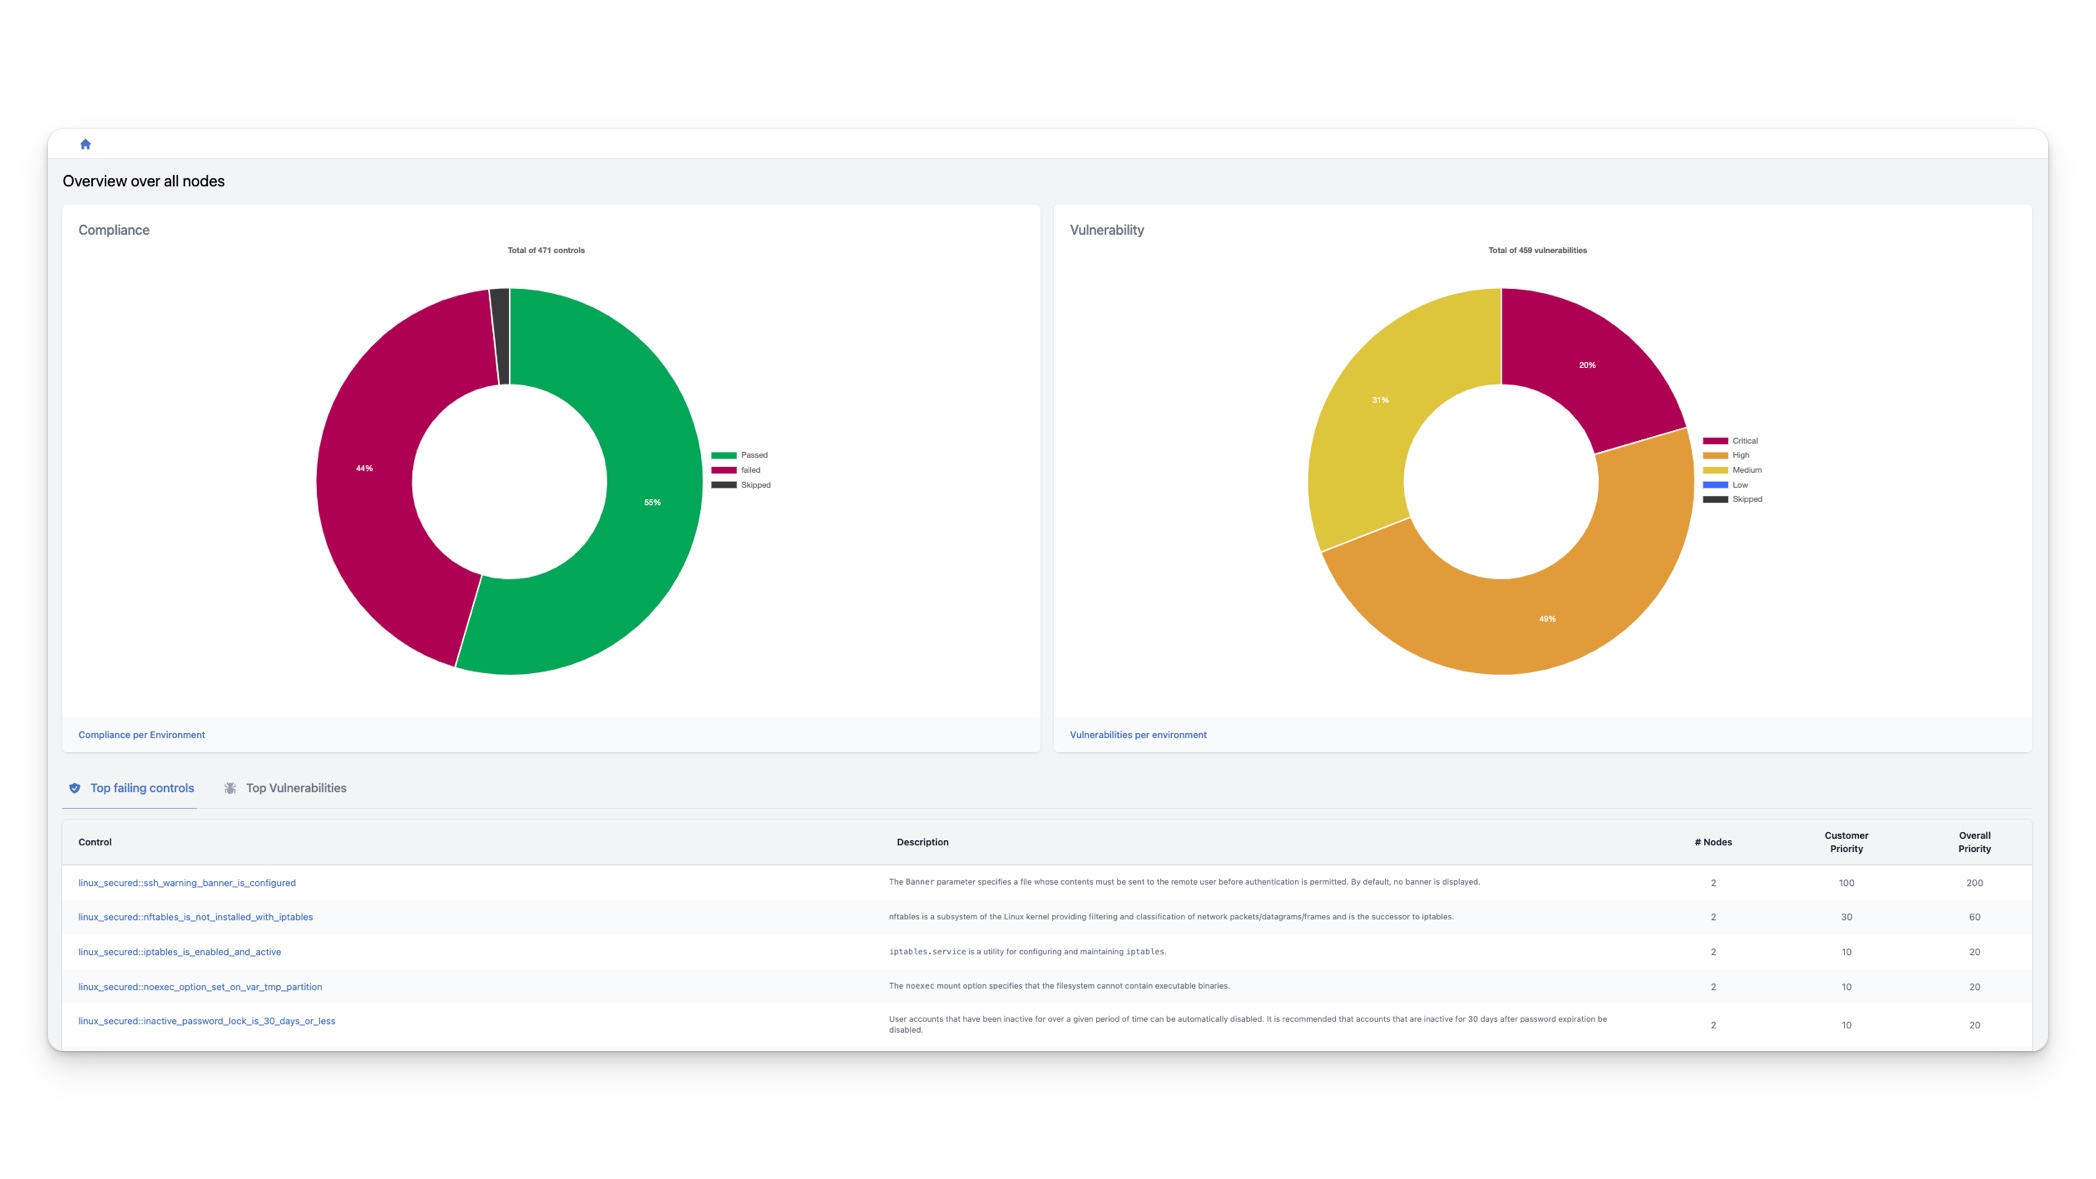 Overview over all nodes
Compliance
Total of 471 controls
44%
55%
Passed
failed
Skipped
Compliance per Environment
Vulnerability
Total of 459 vulnerabilities
20%
31%
49%
Critical
High
Medium
Low
Skipped
Vulnerabilities per environment
Top failing controls
Top Vulnerabilities
Control Description # Nodes Customer Priority Overall Priority
linux_secured::ssh_warning_banner_is_configured The Banner parameter specifies a file whose contents must be sent to the remote user before authentication is permitted. By default, no banner is displayed. 2 100 200
linux_secured::nftables_is_not_installed_with_iptables nftables is a subsystem of the Linux kernel providing filtering and classification of network packets/datagrams/frames and is the successor to iptables. 2 30 60
linux_secured::iptables_is_enabled_and_active iptables.service is a utility for configuring and maintaining iptables. 2 10 20
linux_secured::noexec_option_set_on_var_tmp_partition The noexec mount option specifies that the filesystem cannot contain executable binaries. 2 10 20
linux_secured::inactive_password_lock_is_30_days_or_less User accounts that have been inactive for over a given period of time can be automatically disabled. It is recommended that accounts that are inactive for 30 days after password expiration be
disabled. 2 10 20